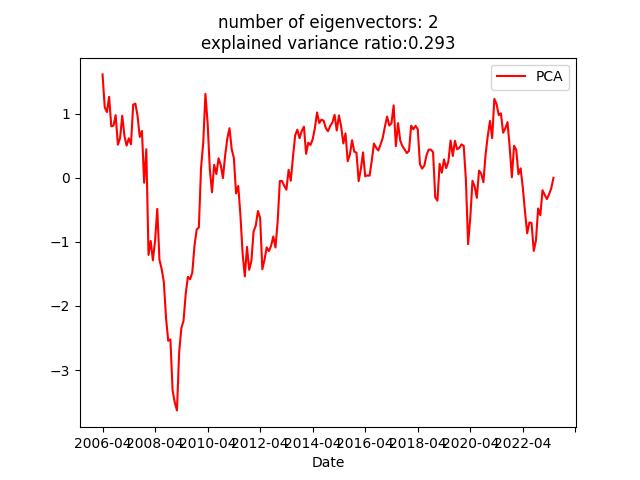 number of eigenvectors: 2
explained variance ratio:0.293
PCA
1
0
−1
−2
−3
2006-04 2008-04 2010-04 2012-04 2014-04 2016-04 2018-04 2020-04 2022-04
Date